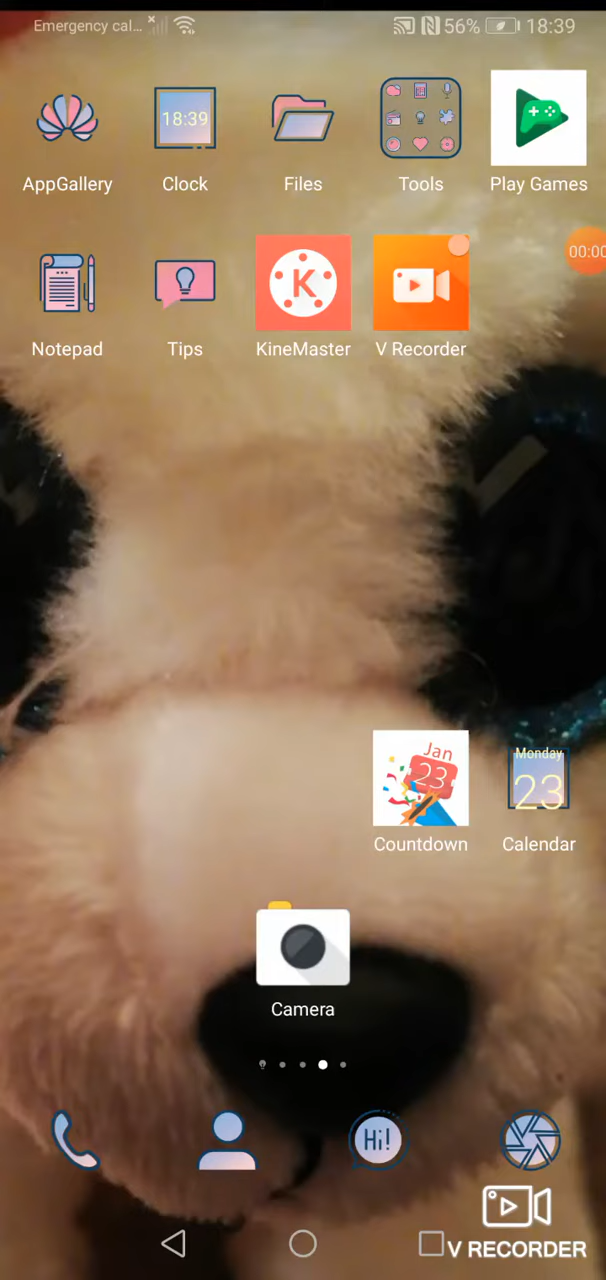 Emergency cal... 56% 18:39
18:39
AppGallery Clock Files Tools Play Games
00:00
K
Notepad Tips KineMaster V Recorder
Jan
23
Monday
23
Countdown Calendar
Camera
Hi!
V RECORDER